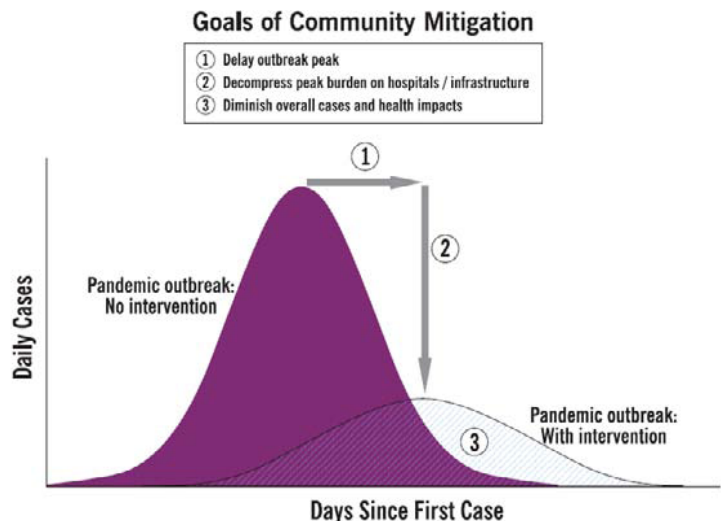 Goals of Community Mitigation
① Delay outbreak peak
② Decompress peak burden on hospitals / infrastructure
③ Diminish overall cases and health impacts
①
②
Pandemic outbreak:
No intervention
Daily Cases
Pandemic outbreak:
With intervention
③
Days Since First Case